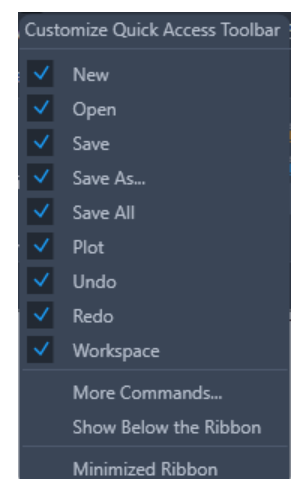 Customize Quick Access Toolbar
New
Open
Save
Save As...
Save All
Plot
Undo
Redo
Workspace
More Commands...
Show Below the Ribbon
Minimized Ribbon